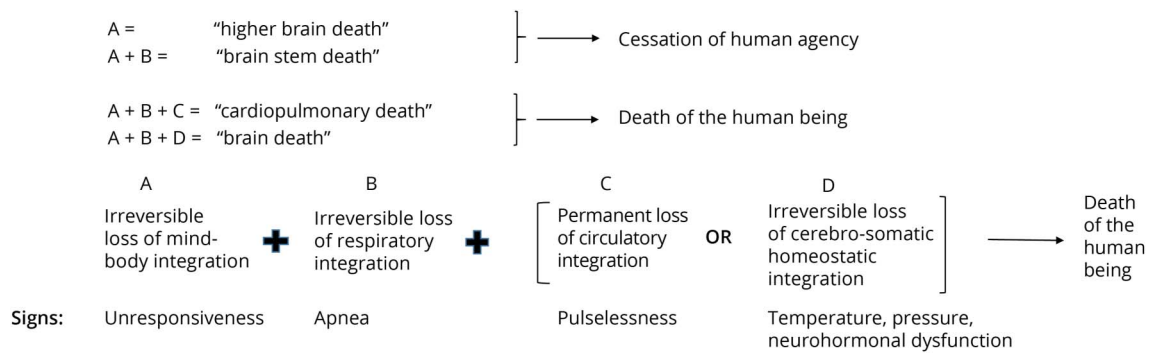 A = “higher brain death”
A + B = “brain stem death”
Cessation of human agency
A + B + C = “cardiopulmonary death”
A + B + D = “brain death”
Death of the human being
A
Irreversible
loss of mind-
body integration
B
Irreversible loss
of respiratory
integration
C
Permanent loss
of circulatory
integration
OR
D
Irreversible loss
of cerebro-somatic
homeostatic
integration
Death
of the
human
being
Signs:
Unresponsiveness
Apnea
Pulselessness
Temperature, pressure,
neurohormonal dysfunction